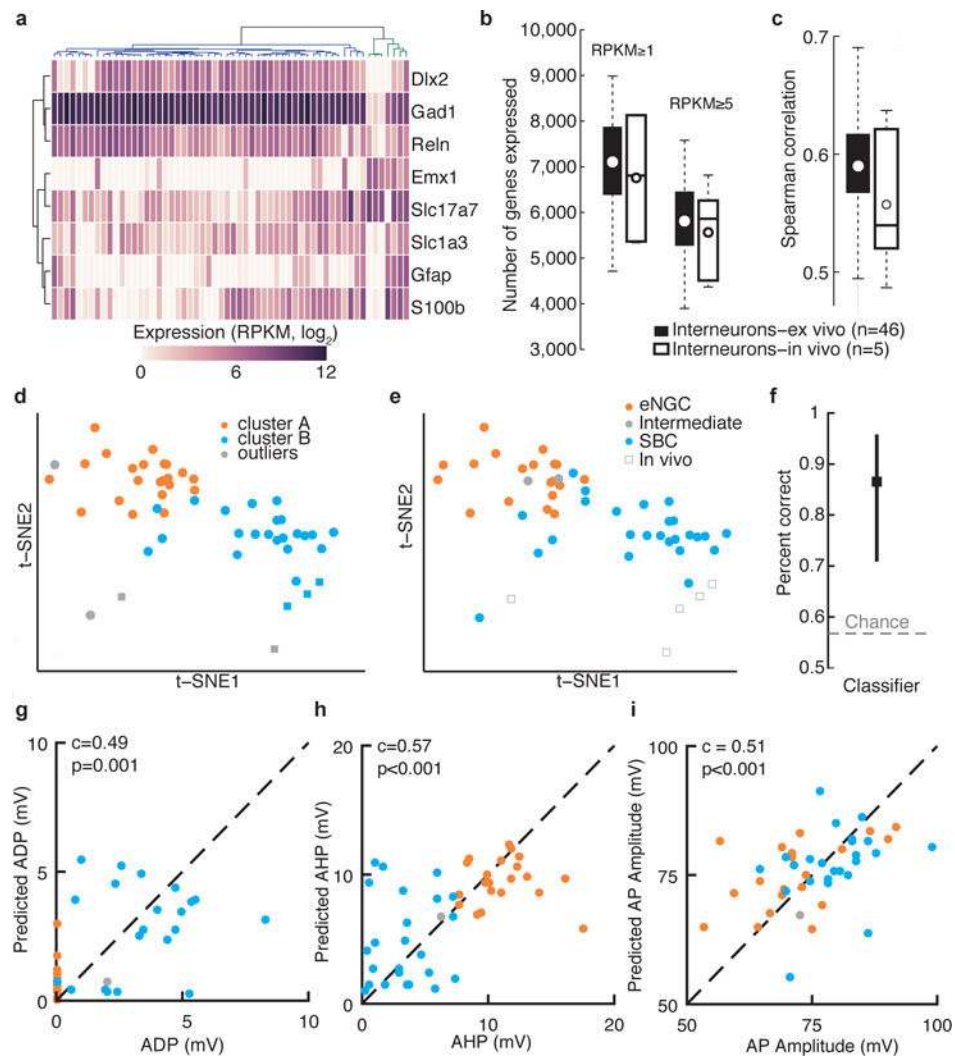 a
Dlx2
Gad1
Reln
Emx1
Slc17a7
Slc1a3
Gfap
S100b
Expression (RPKM, log2)
0 6 12
b
Number of genes expressed
10,000
9,000
8,000
7,000
6,000
5,000
4,000
3,000
RPKM≥1
RPKM≥5
c
Spearman correlation
0.7
0.6
0.5
Interneurons–ex vivo (n=46)
Interneurons–in vivo (n=5)
d
cluster A
cluster B
outliers
t–SNE2
t–SNE1
e
eNGC
Intermediate
SBC
In vivo
t–SNE2
t–SNE1
f
Percent correct
1
0.9
0.8
0.7
0.6
0.5
Chance
Classifier
g
c=0.49
p=0.001
Predicted ADP (mV)
10
5
0
0 5 10
ADP (mV)
h
c=0.57
p<0.001
Predicted AHP (mV)
20
10
0
0 10 20
AHP (mV)
i
c = 0.51
p<0.001
Predicted AP Amplitude (mV)
100
75
50
50 75 100
AP Amplitude (mV)